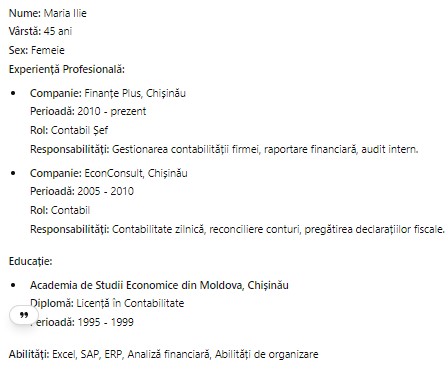 Nume: Maria Ilie
Vârstă: 45 ani
Sex: Femeie
Experiență Profesională:
• Companie: Finanțe Plus, Chișinău
Perioadă: 2010 - prezent
Rol: Contabil Șef
Responsabilități: Gestionarea contabilității firmei, raportare financiară, audit intern.
• Companie: EconConsult, Chișinău
Perioadă: 2005 - 2010
Rol: Contabil
Responsabilități: Contabilitate zilnică, reconciliere conturi, pregătirea declarațiilor fiscale.
Educație:
• Academia de Studii Economice din Moldova, Chișinău
Diplomă: Licență în Contabilitate
Perioadă: 1995 - 1999
Abilități: Excel, SAP, ERP, Analiză financiară, Abilități de organizare